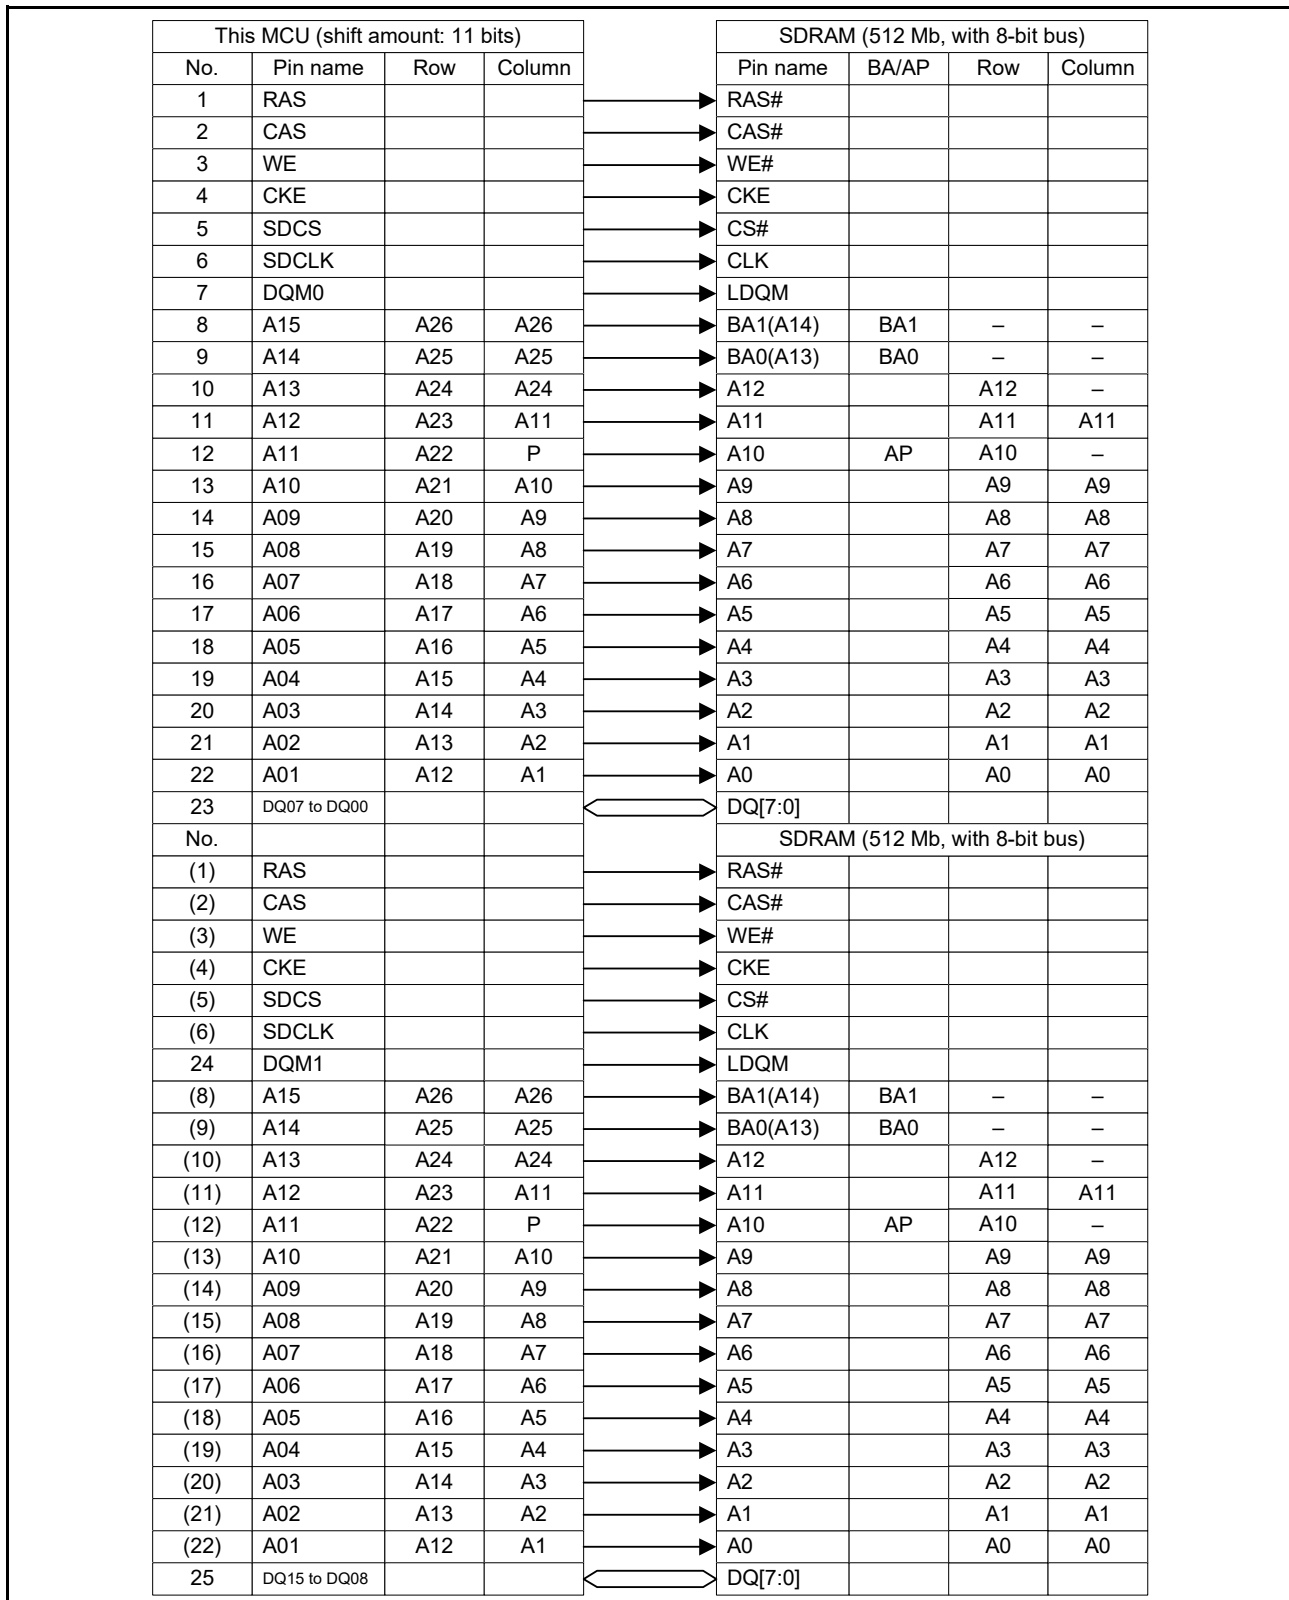 This MCU (shift amount: 11 bits) SDRAM (512 Mb, with 8-bit bus)
No. Pin name Row Column Pin name BA/AP Row Column
1 RAS RAS#
2 CAS CAS#
3 WE WE#
4 CKE CKE
5 SDCS CS#
6 SDCLK CLK
7 DQM0 LDQM
8 A15 A26 A26 BA1(A14) BA1 – –
9 A14 A25 A25 BA0(A13) BA0 – –
10 A13 A24 A24 A12 A12 –
11 A12 A23 A11 A11 A11 A11
12 A11 A22 P A10 AP A10 –
13 A10 A21 A10 A9 A9 A9
14 A09 A20 A9 A8 A8 A8
15 A08 A19 A8 A7 A7 A7
16 A07 A18 A7 A6 A6 A6
17 A06 A17 A6 A5 A5 A5
18 A05 A16 A5 A4 A4 A4
19 A04 A15 A4 A3 A3 A3
20 A03 A14 A3 A2 A2 A2
21 A02 A13 A2 A1 A1 A1
22 A01 A12 A1 A0 A0 A0
23 DQ07 to DQ00 DQ[7:0]
No. SDRAM (512 Mb, with 8-bit bus)
(1) RAS RAS#
(2) CAS CAS#
(3) WE WE#
(4) CKE CKE
(5) SDCS CS#
(6) SDCLK CLK
24 DQM1 LDQM
(8) A15 A26 A26 BA1(A14) BA1 – –
(9) A14 A25 A25 BA0(A13) BA0 – –
(10) A13 A24 A24 A12 A12 –
(11) A12 A23 A11 A11 A11 A11
(12) A11 A22 P A10 AP A10 –
(13) A10 A21 A10 A9 A9 A9
(14) A09 A20 A9 A8 A8 A8
(15) A08 A19 A8 A7 A7 A7
(16) A07 A18 A7 A6 A6 A6
(17) A06 A17 A6 A5 A5 A5
(18) A05 A16 A5 A4 A4 A4
(19) A04 A15 A4 A3 A3 A3
(20) A03 A14 A3 A2 A2 A2
(21) A02 A13 A2 A1 A1 A1
(22) A01 A12 A1 A0 A0 A0
25 DQ15 to DQ08 DQ[7:0]